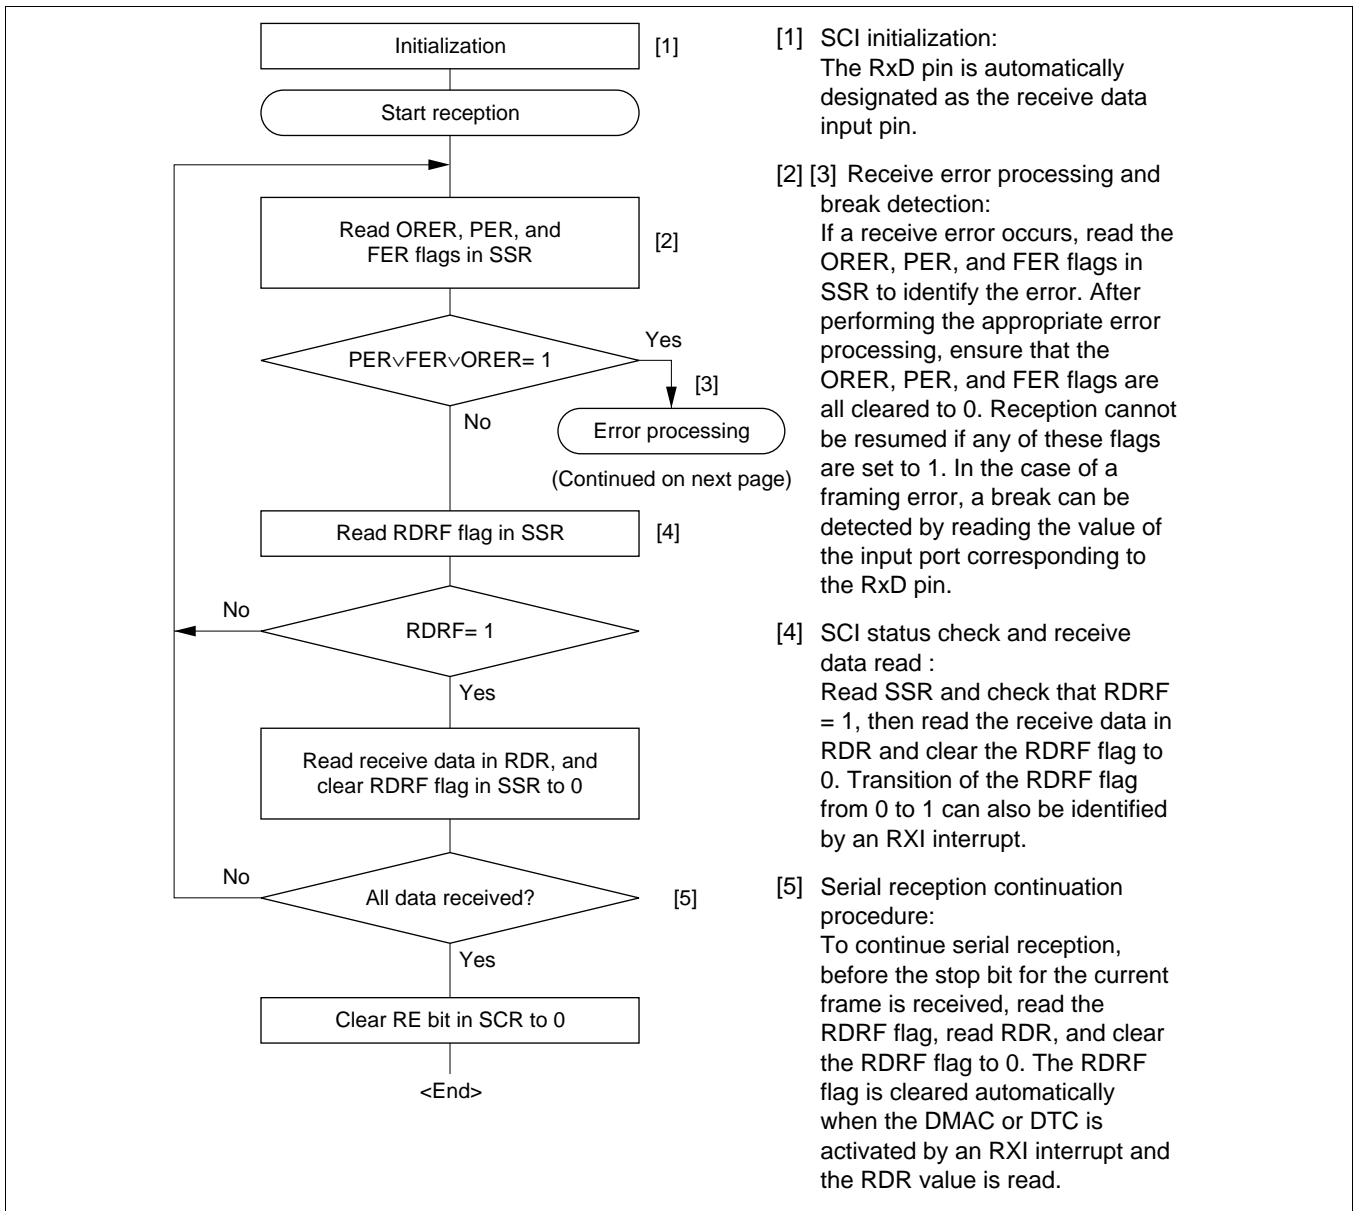 Initialization
[1]
Start reception
Read ORER, PER, and
FER flags in SSR
[2]
PER∨FER∨ORER= 1
Yes
[3]
No
Error processing
(Continued on next page)
Read RDRF flag in SSR
[4]
No
RDRF= 1
Yes
Read receive data in RDR, and
clear RDRF flag in SSR to 0
No
All data received?
[5]
Yes
Clear RE bit in SCR to 0
<End>
[1] SCI initialization:
The RxD pin is automatically
designated as the receive data
input pin.
[2] [3] Receive error processing and
break detection:
If a receive error occurs, read the
ORER, PER, and FER flags in
SSR to identify the error. After
performing the appropriate error
processing, ensure that the
ORER, PER, and FER flags are
all cleared to 0. Reception cannot
be resumed if any of these flags
are set to 1. In the case of a
framing error, a break can be
detected by reading the value of
the input port corresponding to
the RxD pin.
[4] SCI status check and receive
data read :
Read SSR and check that RDRF
= 1, then read the receive data in
RDR and clear the RDRF flag to
0. Transition of the RDRF flag
from 0 to 1 can also be identified
by an RXI interrupt.
[5] Serial reception continuation
procedure:
To continue serial reception,
before the stop bit for the current
frame is received, read the
RDRF flag, read RDR, and clear
the RDRF flag to 0. The RDRF
flag is cleared automatically
when the DMAC or DTC is
activated by an RXI interrupt and
the RDR value is read.